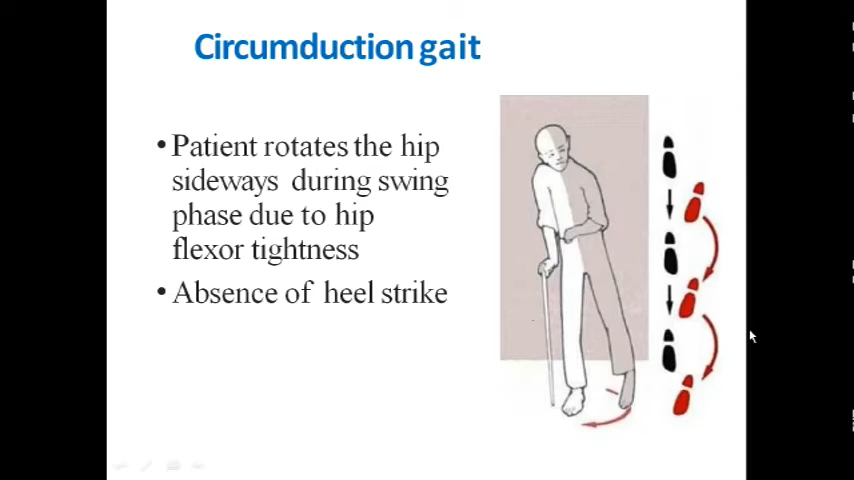 Circumduction gait
• Patient rotates the hip
sideways during swing
phase due to hip
flexor tightness
• Absence of heel strike